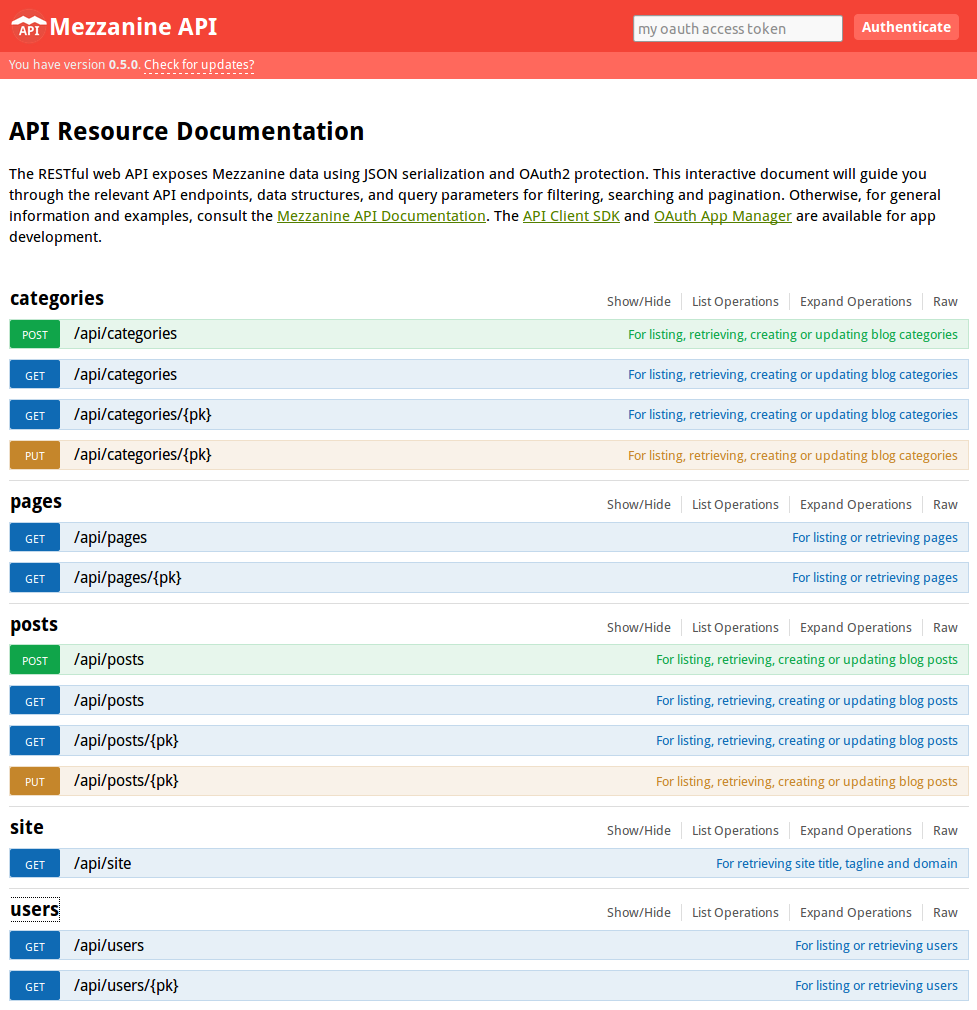 API Mezzanine API my oauth access token Authenticate
You have version 0.5.0. Check for updates?
API Resource Documentation
The RESTful web API exposes Mezzanine data using JSON serialization and OAuth2 protection. This interactive document will guide you
through the relevant API endpoints, data structures, and query parameters for filtering, searching and pagination. Otherwise, for general
information and examples, consult the Mezzanine API Documentation. The API Client SDK and OAuth App Manager are available for app
development.
categories Show/Hide List Operations Expand Operations Raw
POST /api/categories For listing, retrieving, creating or updating blog categories
GET /api/categories For listing, retrieving, creating or updating blog categories
GET /api/categories/{pk} For listing, retrieving, creating or updating blog categories
PUT /api/categories/{pk} For listing, retrieving, creating or updating blog categories
pages Show/Hide List Operations Expand Operations Raw
GET /api/pages For listing or retrieving pages
GET /api/pages/{pk} For listing or retrieving pages
posts Show/Hide List Operations Expand Operations Raw
POST /api/posts For listing, retrieving, creating or updating blog posts
GET /api/posts For listing, retrieving, creating or updating blog posts
GET /api/posts/{pk} For listing, retrieving, creating or updating blog posts
PUT /api/posts/{pk} For listing, retrieving, creating or updating blog posts
site Show/Hide List Operations Expand Operations Raw
GET /api/site For retrieving site title, tagline and domain
users Show/Hide List Operations Expand Operations Raw
GET /api/users For listing or retrieving users
GET /api/users/{pk} For listing or retrieving users